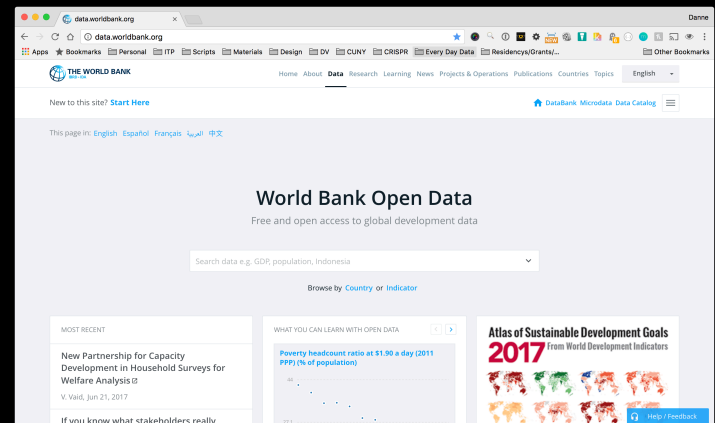 data.worldbank.org
Danne
data.worldbank.org
Apps Bookmarks Personal ITP Scripts Materials Design DV CUNY CRISPR Every Day Data Residencys/Grants/... Other Bookmarks
THE WORLD BANK
IBRD • IDA
Home About Data Research Learning News Projects & Operations Publications Countries Topics English
New to this site? Start Here
DataBank Microdata Data Catalog
This page in: English Español Français العربية 中文
World Bank Open Data
Free and open access to global development data
Search data e.g. GDP, population, Indonesia
Browse by Country or Indicator
MOST RECENT
New Partnership for Capacity
Development in Household Surveys for
Welfare Analysis
V. Vaid, Jun 21, 2017
If you know what stakeholders really
WHAT YOU CAN LEARN WITH OPEN DATA
Poverty headcount ratio at $1.90 a day (2011
PPP) (% of population)
44
Atlas of Sustainable Development Goals
2017 From World Development Indicators
Help / Feedback